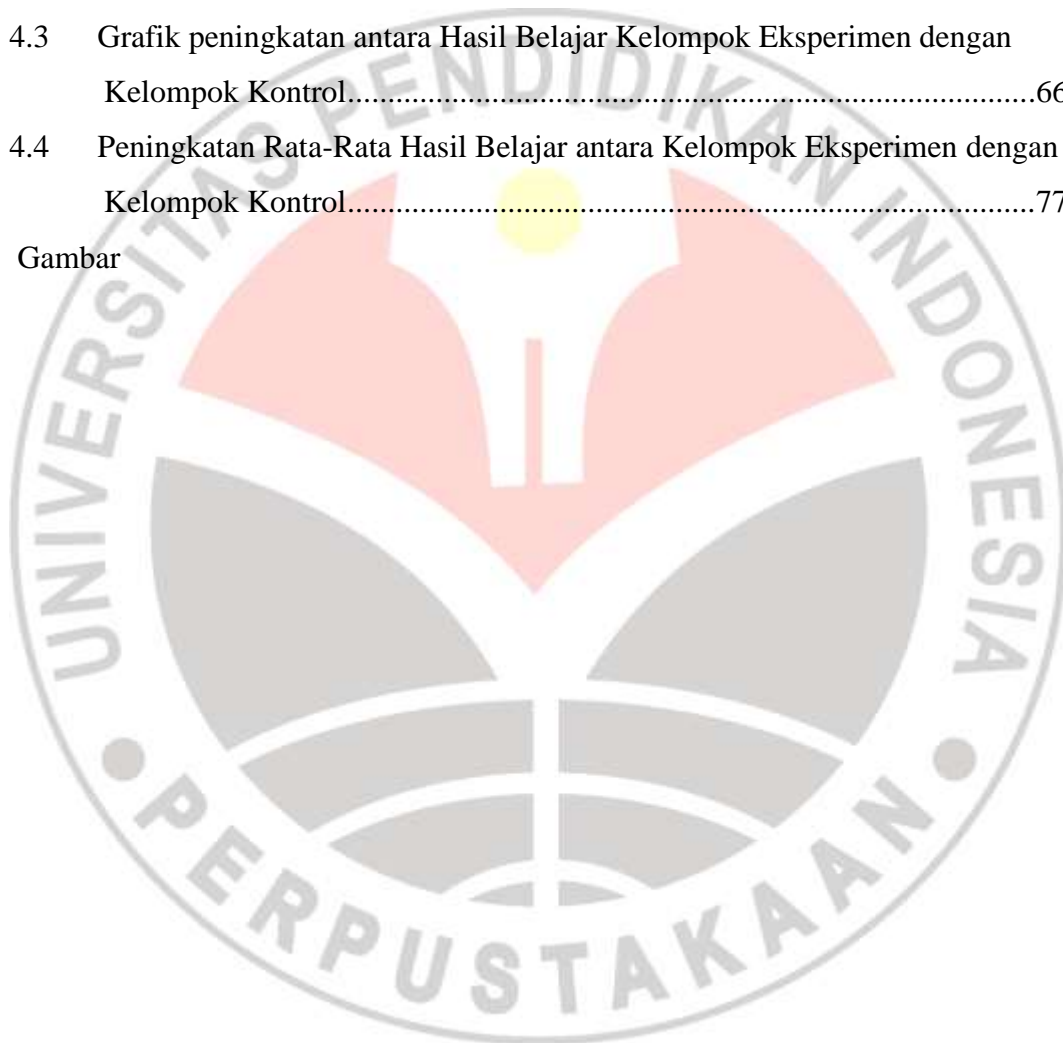 4.3 Grafik peningkatan antara Hasil Belajar Kelompok Eksperimen dengan
Kelompok Kontrol....................................................................................66
4.4 Peningkatan Rata-Rata Hasil Belajar antara Kelompok Eksperimen dengan
Kelompok Kontrol....................................................................................77
Gambar
UNIVERSITAS PENDIDIKAN INDONESIA
PERPUSTAKAAN